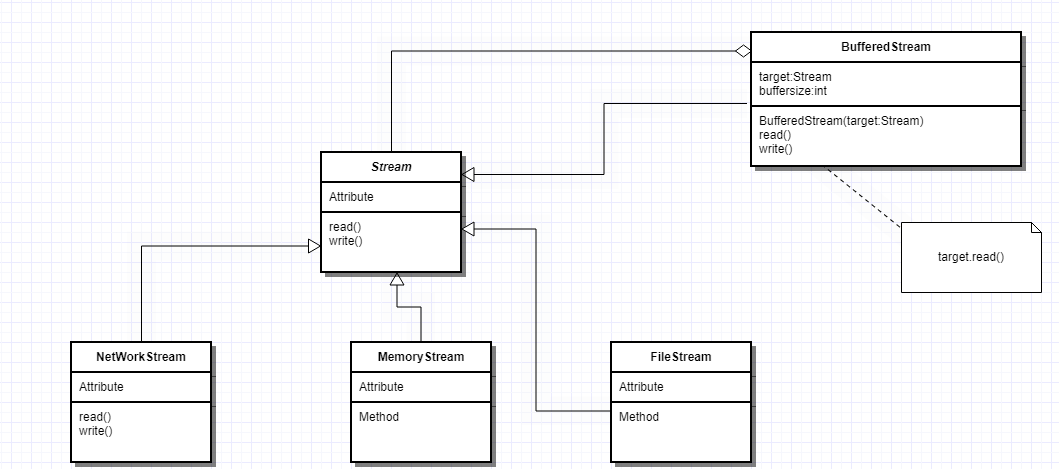 BufferedStream
target:Stream
buffersize:int
BufferedStream(target:Stream)
read()
write()
Stream
Attribute
read()
write()
target.read()
NetWorkStream
Attribute
read()
write()
MemoryStream
Attribute
Method
FileStream
Attribute
Method